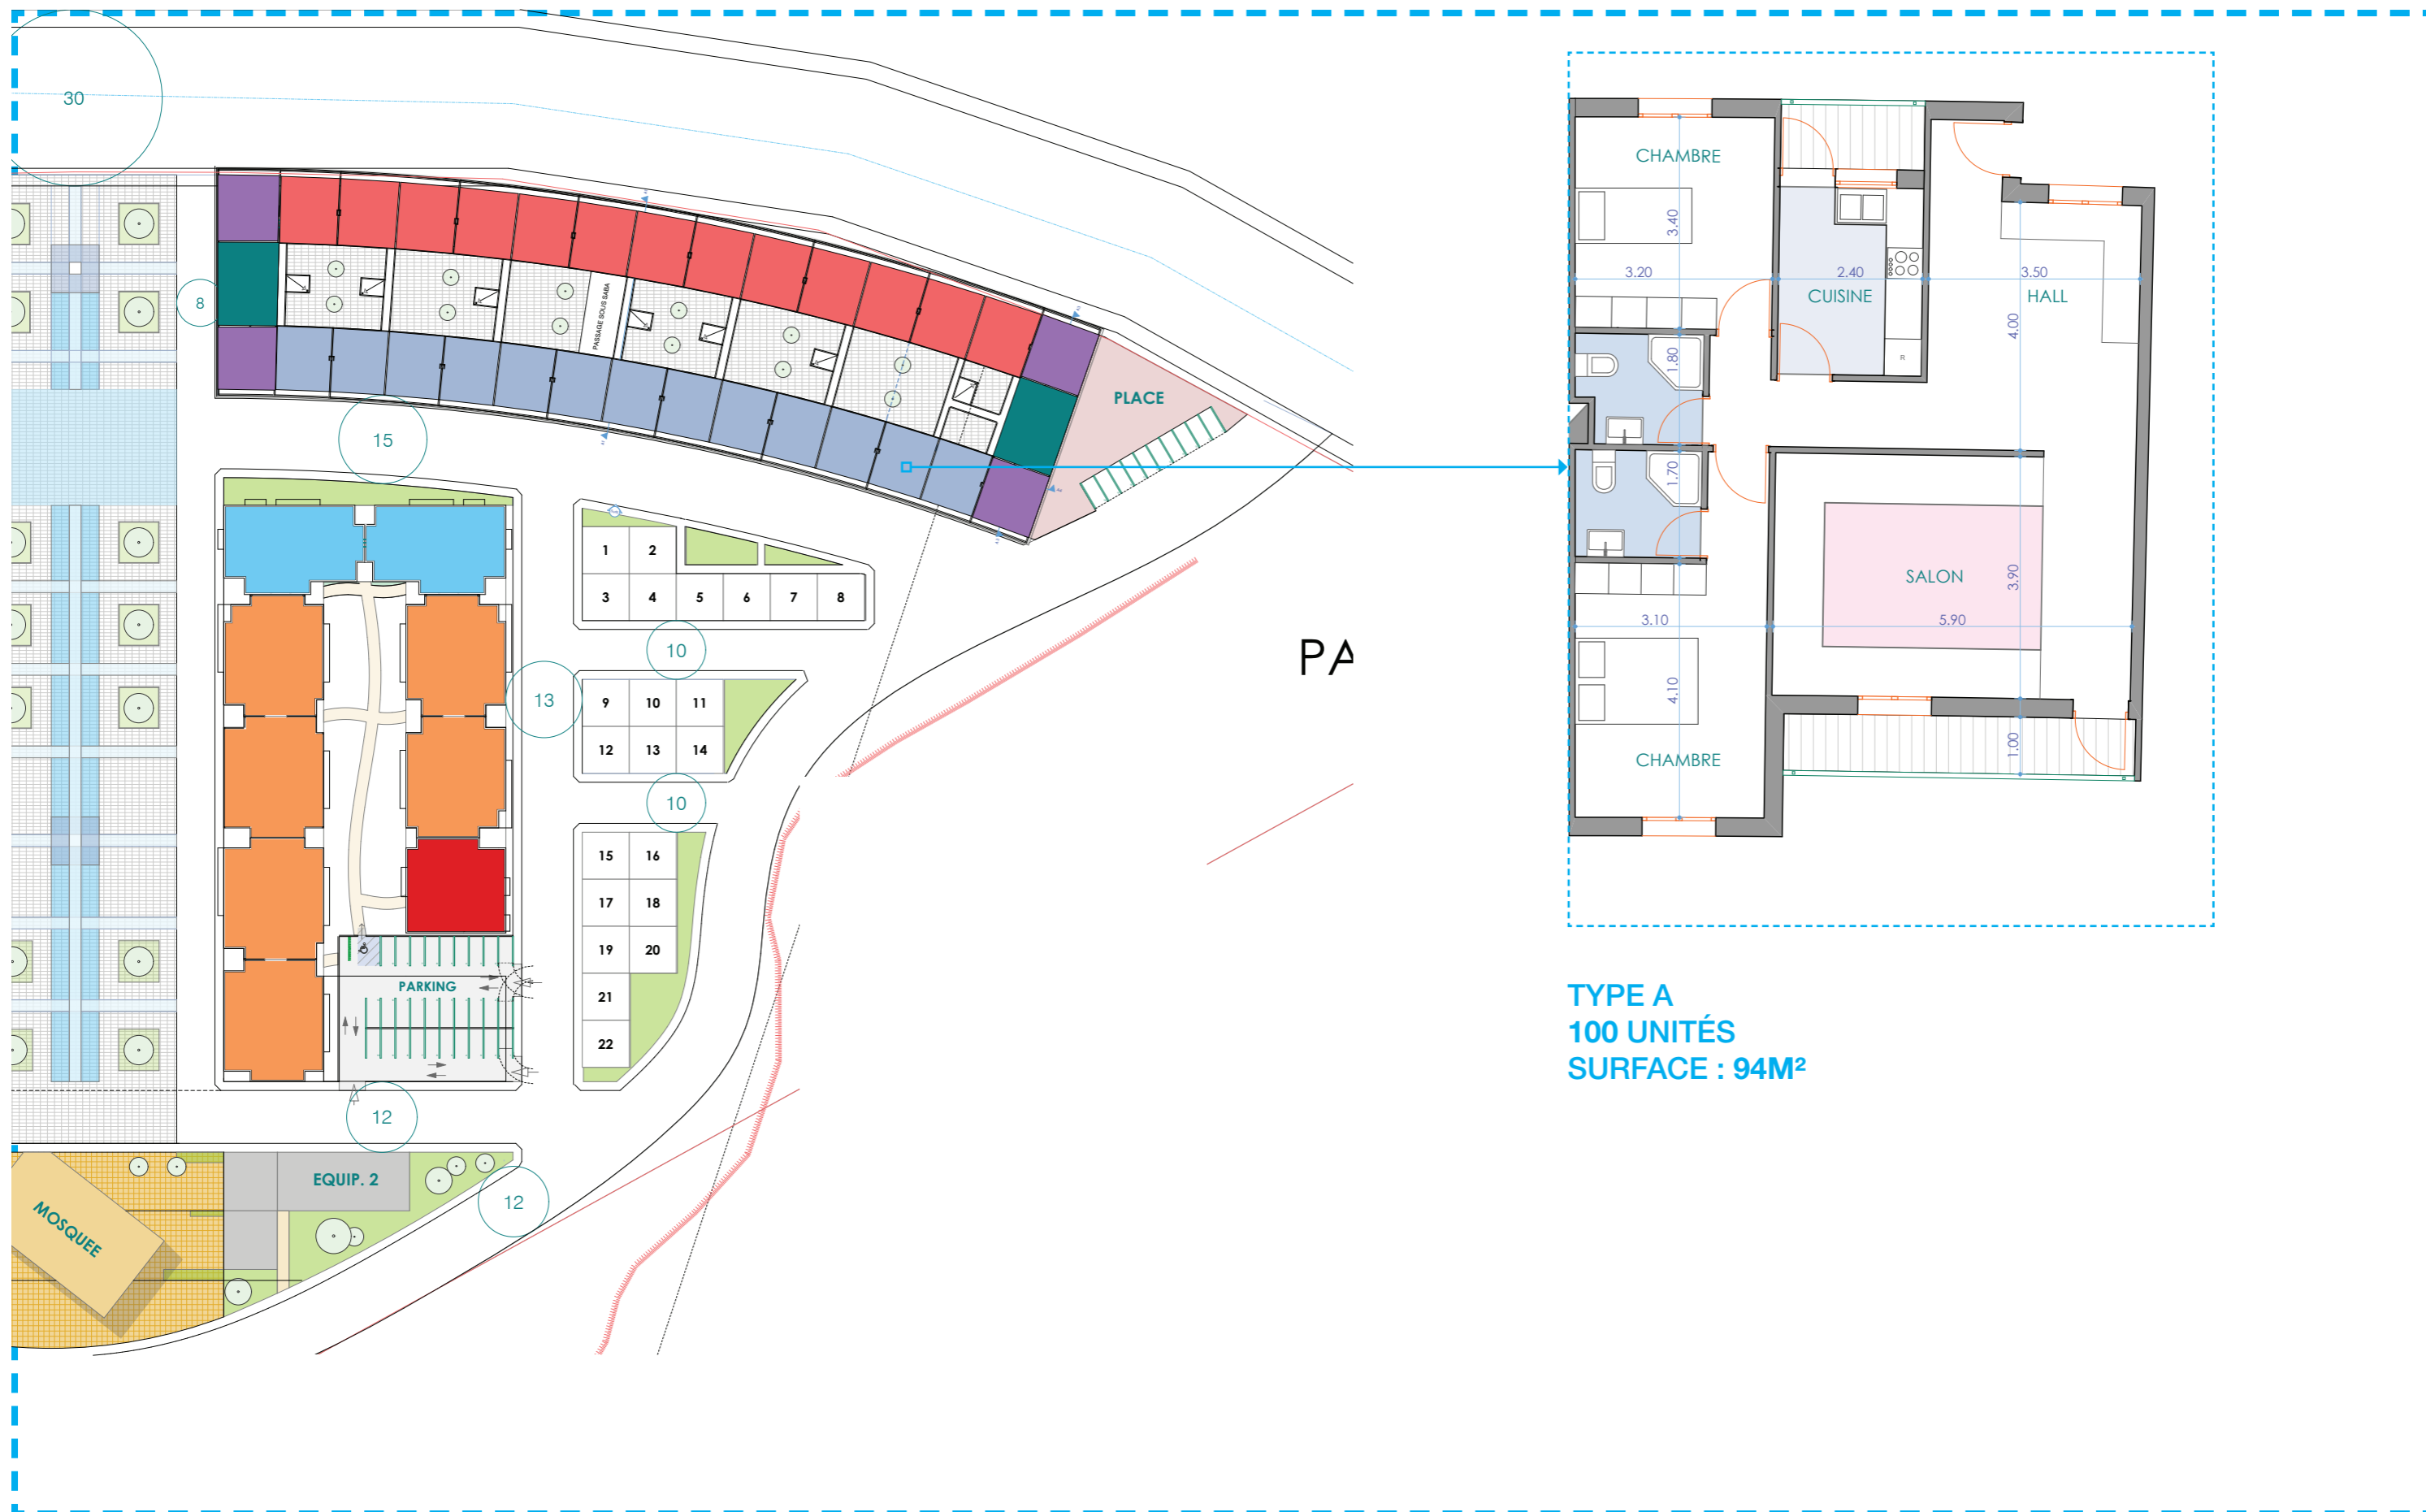 30
8
PASSAGE SOUS SABA
PLACE
15
1 2
3 4 5 6 7 8
10
13
9 10 11
12 13 14
10
15 16
17 18
19 20
21
22
PARKING
12
EQUIP. 2
12
MOSQUEE
PA
CHAMBRE
3.40
3.20
2.40
3.50
CUISINE
HALL
4.00
R
1.80
1.70
SALON
3.90
3.10
5.90
4.10
1.00
CHAMBRE
TYPE A
100 UNITÉS
SURFACE : 94M²